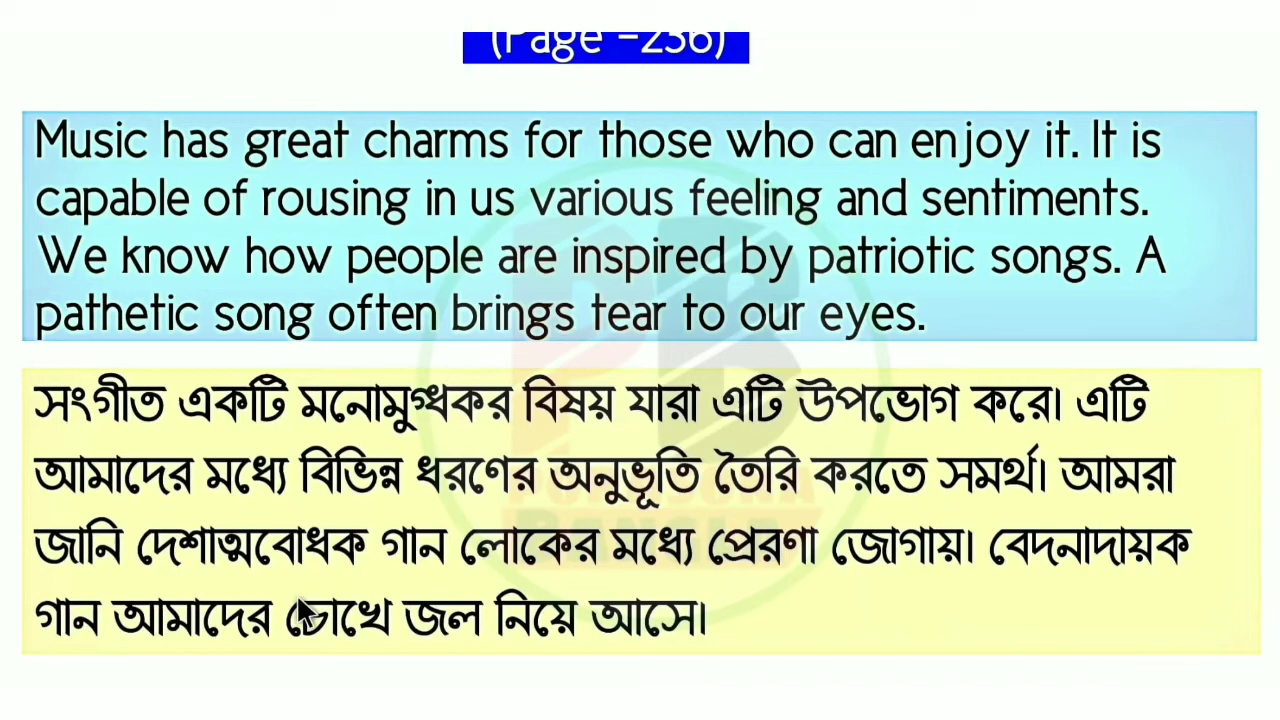 (Page -236)
Music has great charms for those who can enjoy it. It is
capable of rousing in us various feeling and sentiments.
We know how people are inspired by patriotic songs. A
pathetic song often brings tear to our eyes.
সংগীত একটি মনোমুগ্ধকর বিষয় যারা এটি উপভোগ করে। এটি
আমাদের মধ্যে বিভিন্ন ধরণের অনুভূতি তৈরি করতে সমর্থ। আমরা
জানি দেশাত্মবোধক গান লোকের মধ্যে প্রেরণা জোগায়। বেদনাদায়ক
গান আমাদের চোখে জল নিয়ে আসে।